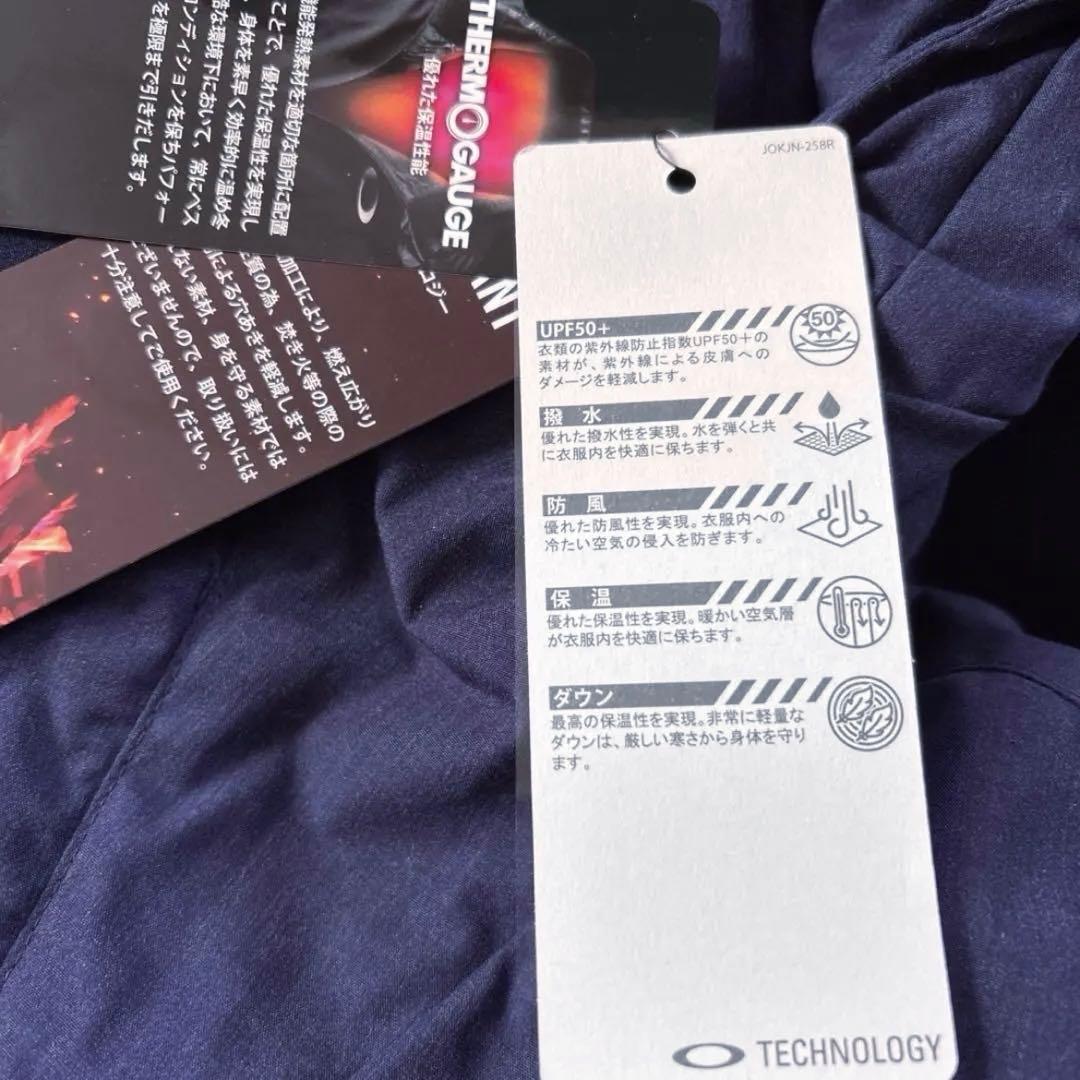 THERMOGAUGE
優れた保温性能
機能発熱素材を適切な箇所に配置
ことで、優れた保温性を実現し
、身体を素早く効率的に温め冬
酷な環境下において、常にベス
ンディションを保ちパフォー
を極限まで引きだします。
ロジー
加工により、燃え広がり
質の為、焚き火等の際の
による穴あきを軽減します。
ない素材、身を守る素材では
ざいませんので、取り扱いには
十分注意してご使用ください。
JOKJN-258R
UPF50+
50
衣類の紫外線防止指数UPF50+の
素材が、紫外線による皮膚への
ダメージを軽減します。
撥 水
優れた撥水性を実現。水を弾くと共
に衣服内を快適に保ちます。
防 風
優れた防風性を実現。衣服内への
冷たい空気の侵入を防ぎます。
保 温
優れた保温性を実現。暖かい空気層
が衣服内を快適に保ちます。
ダウン
最高の保温性を実現。非常に軽量な
ダウンは、厳しい寒さから身体を守り
ます。
TECHNOLOGY